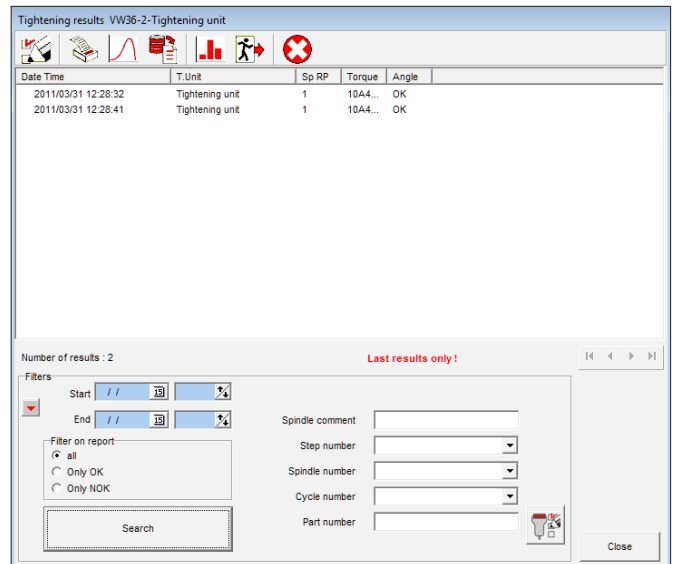 Tightening results VW36-2-Tightening unit
Date Time T.Unit Sp RP Torque Angle
2011/03/31 12:28:32 Tightening unit 1 10A4... OK
2011/03/31 12:28:41 Tightening unit 1 10A4... OK
Number of results : 2 Last results only !
Filters
Start / / 15
End / / 15
Filter on report
all
Only OK
Only NOK
Search
Spindle comment
Step number
Spindle number
Cycle number
Part number
Close